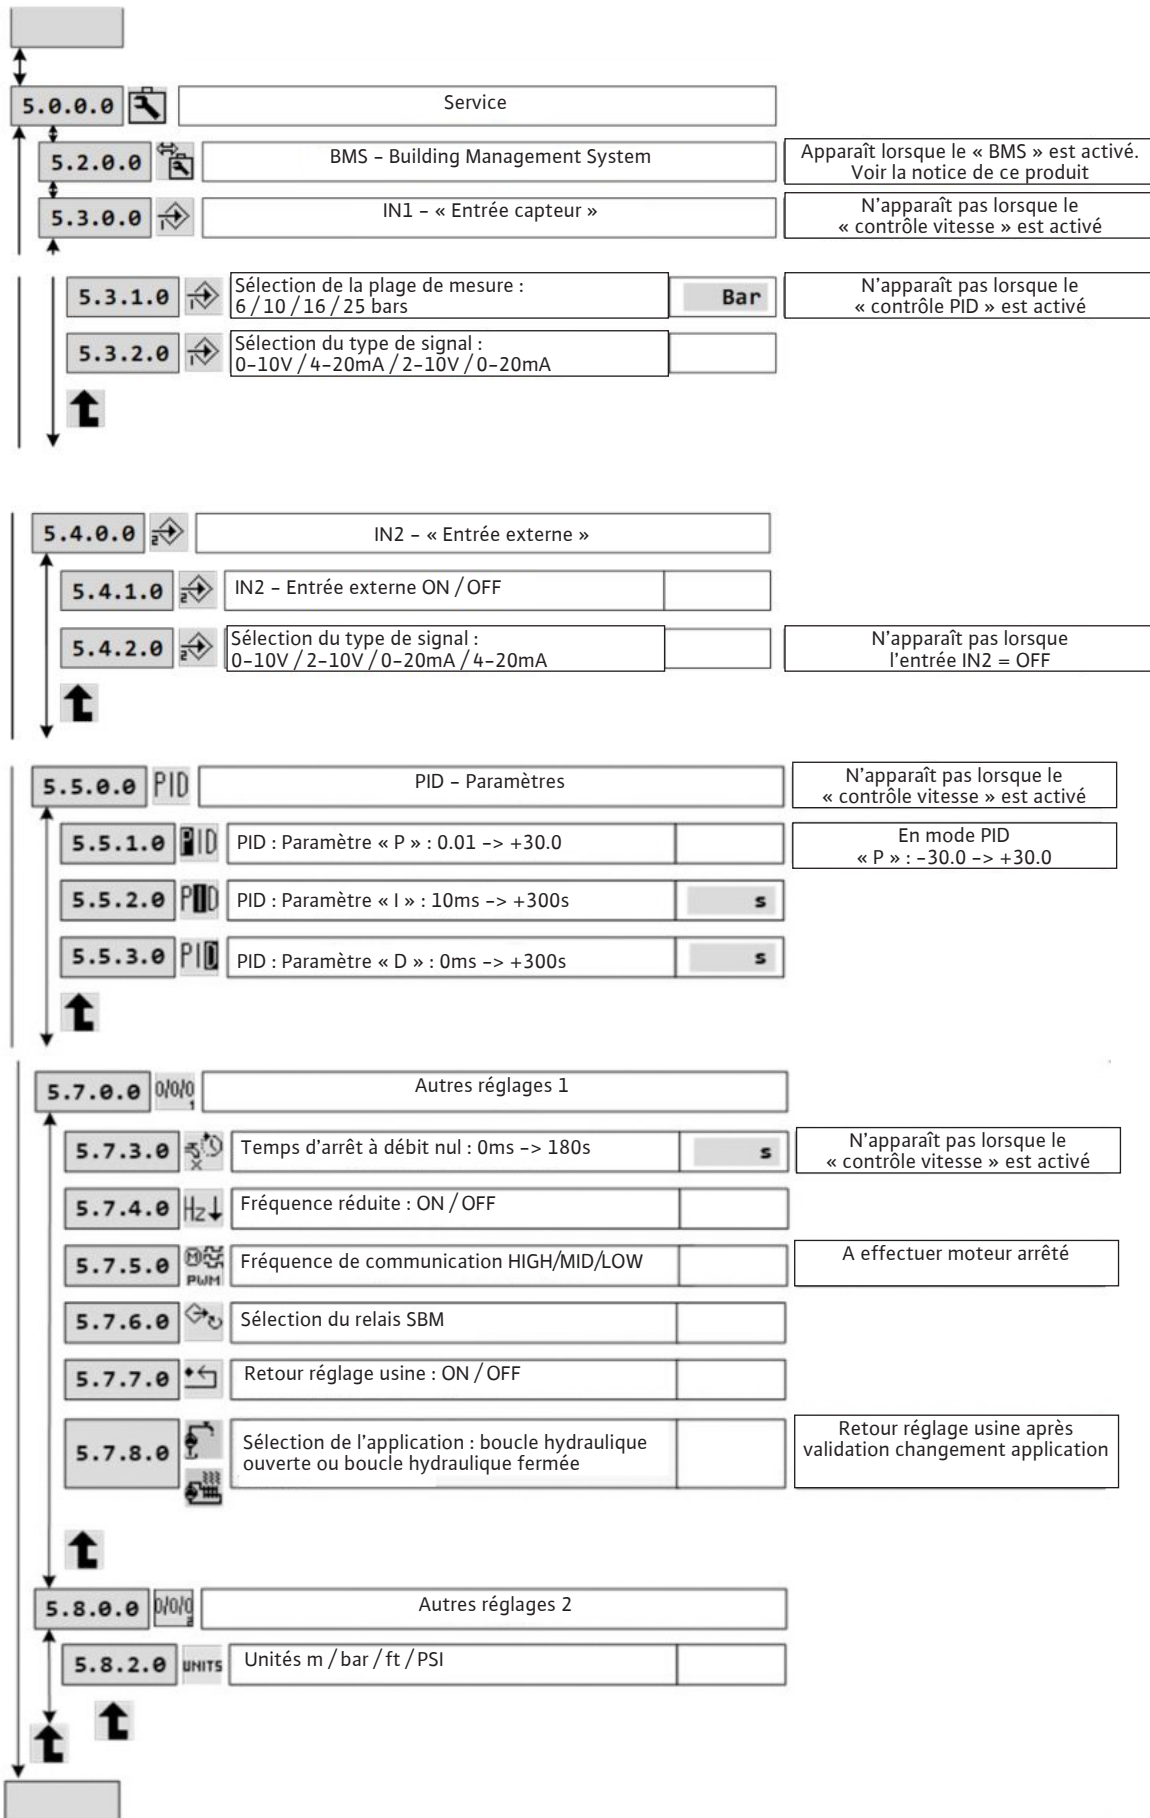 5.0.0.0 Service
5.2.0.0 BMS – Building Management System
Apparaît lorsque le « BMS » est activé.
Voir la notice de ce produit
5.3.0.0 IN1 – « Entrée capteur »
N'apparaît pas lorsque le
« contrôle vitesse » est activé
5.3.1.0 Sélection de la plage de mesure :
6 / 10 / 16 / 25 bars
Bar
N'apparaît pas lorsque le
« contrôle PID » est activé
5.3.2.0 Sélection du type de signal :
0–10V / 4–20mA / 2–10V / 0–20mA
5.4.0.0 IN2 – « Entrée externe »
5.4.1.0 IN2 – Entrée externe ON / OFF
5.4.2.0 Sélection du type de signal :
0–10V / 2–10V / 0–20mA / 4–20mA
N'apparaît pas lorsque
l'entrée IN2 = OFF
5.5.0.0 PID PID – Paramètres
N'apparaît pas lorsque le
« contrôle vitesse » est activé
5.5.1.0 PID PID : Paramètre « P » : 0.01 –> +30.0
En mode PID
« P » : –30.0 –> +30.0
5.5.2.0 PID PID : Paramètre « I » : 10ms –> +300s s
5.5.3.0 PID PID : Paramètre « D » : 0ms –> +300s s
5.7.0.0 0/0/0 1 Autres réglages 1
5.7.3.0 Temps d'arrêt à débit nul : 0ms –> 180s s
N'apparaît pas lorsque le
« contrôle vitesse » est activé
5.7.4.0 Hz Fréquence réduite : ON / OFF
5.7.5.0 M PWM Fréquence de communication HIGH/MID/LOW
A effectuer moteur arrêté
5.7.6.0 Sélection du relais SBM
5.7.7.0 Retour réglage usine : ON / OFF
5.7.8.0 Sélection de l'application : boucle hydraulique
ouverte ou boucle hydraulique fermée
Retour réglage usine après
validation changement application
5.8.0.0 0/0/0 2 Autres réglages 2
5.8.2.0 UNITS Unités m / bar / ft / PSI